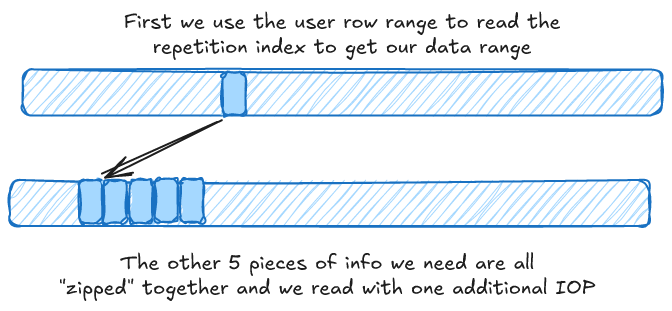 First we use the user row range to read the
repetition index to get our data range
The other 5 pieces of info we need are all
"zipped" together and we read with one additional IOP